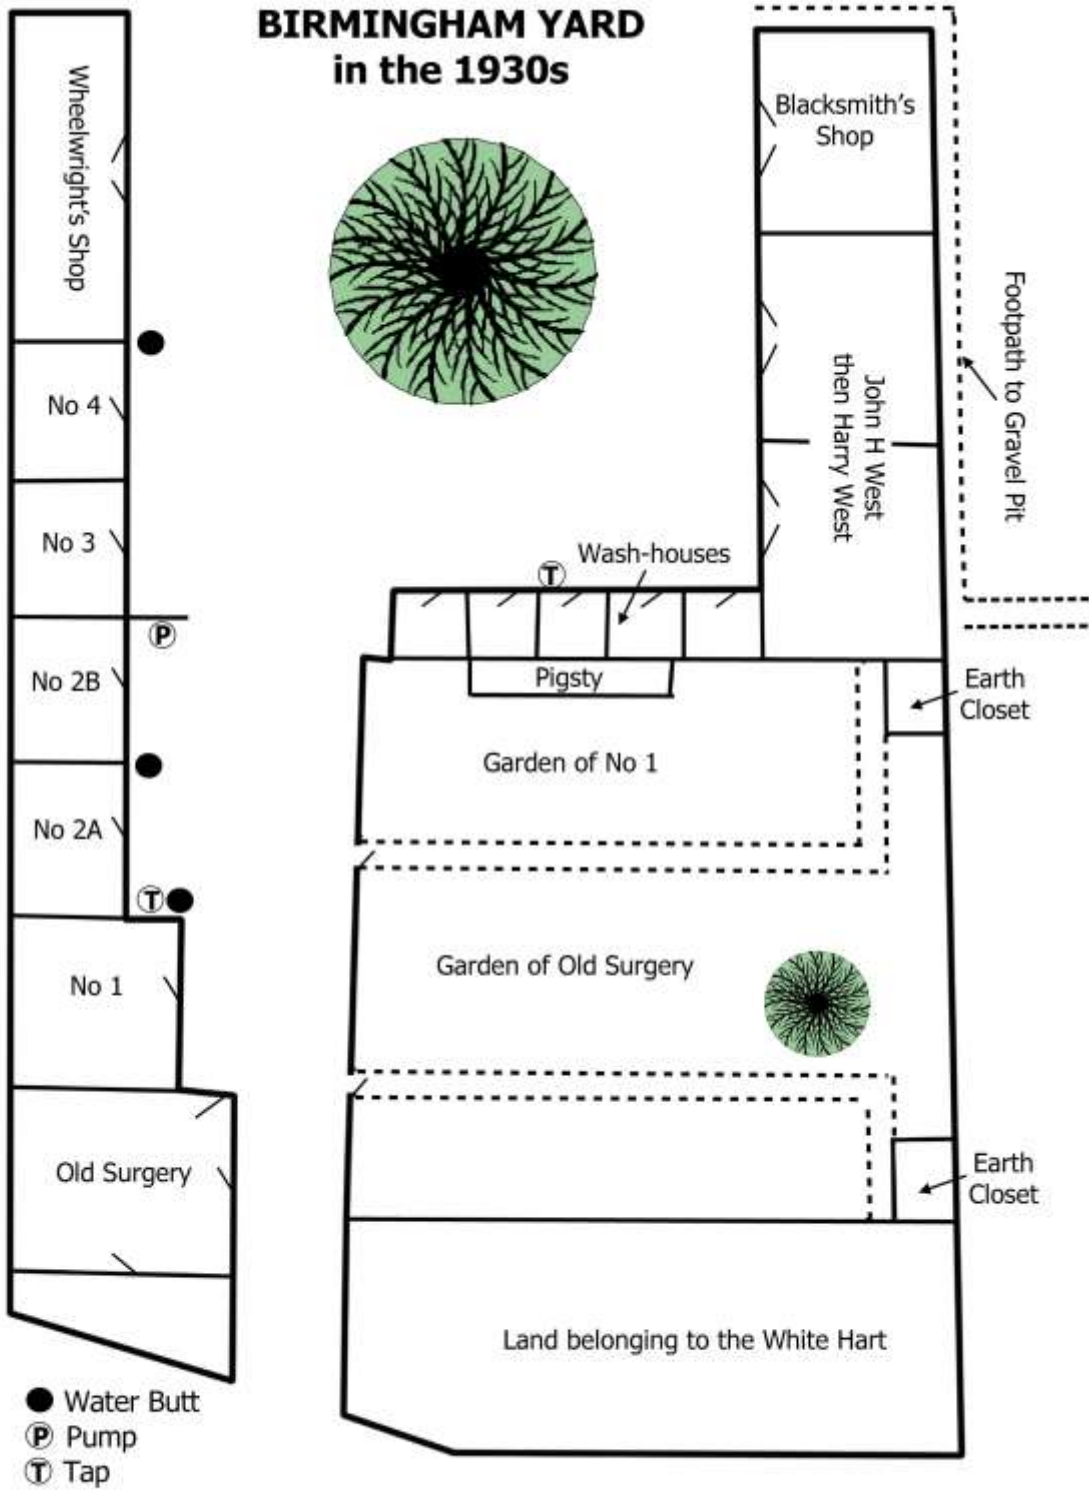 BIRMINGHAM YARD
in the 1930s
Wheelwright's Shop
Blacksmith's
Shop
No 4
John H West
then Harry West
Footpath to Gravel Pit
No 3
T
Wash-houses
P
No 2B
Pigsty
Earth
Closet
Garden of No 1
No 2A
T
No 1
Garden of Old Surgery
Old Surgery
Earth
Closet
Land belonging to the White Hart
Water Butt
P Pump
T Tap